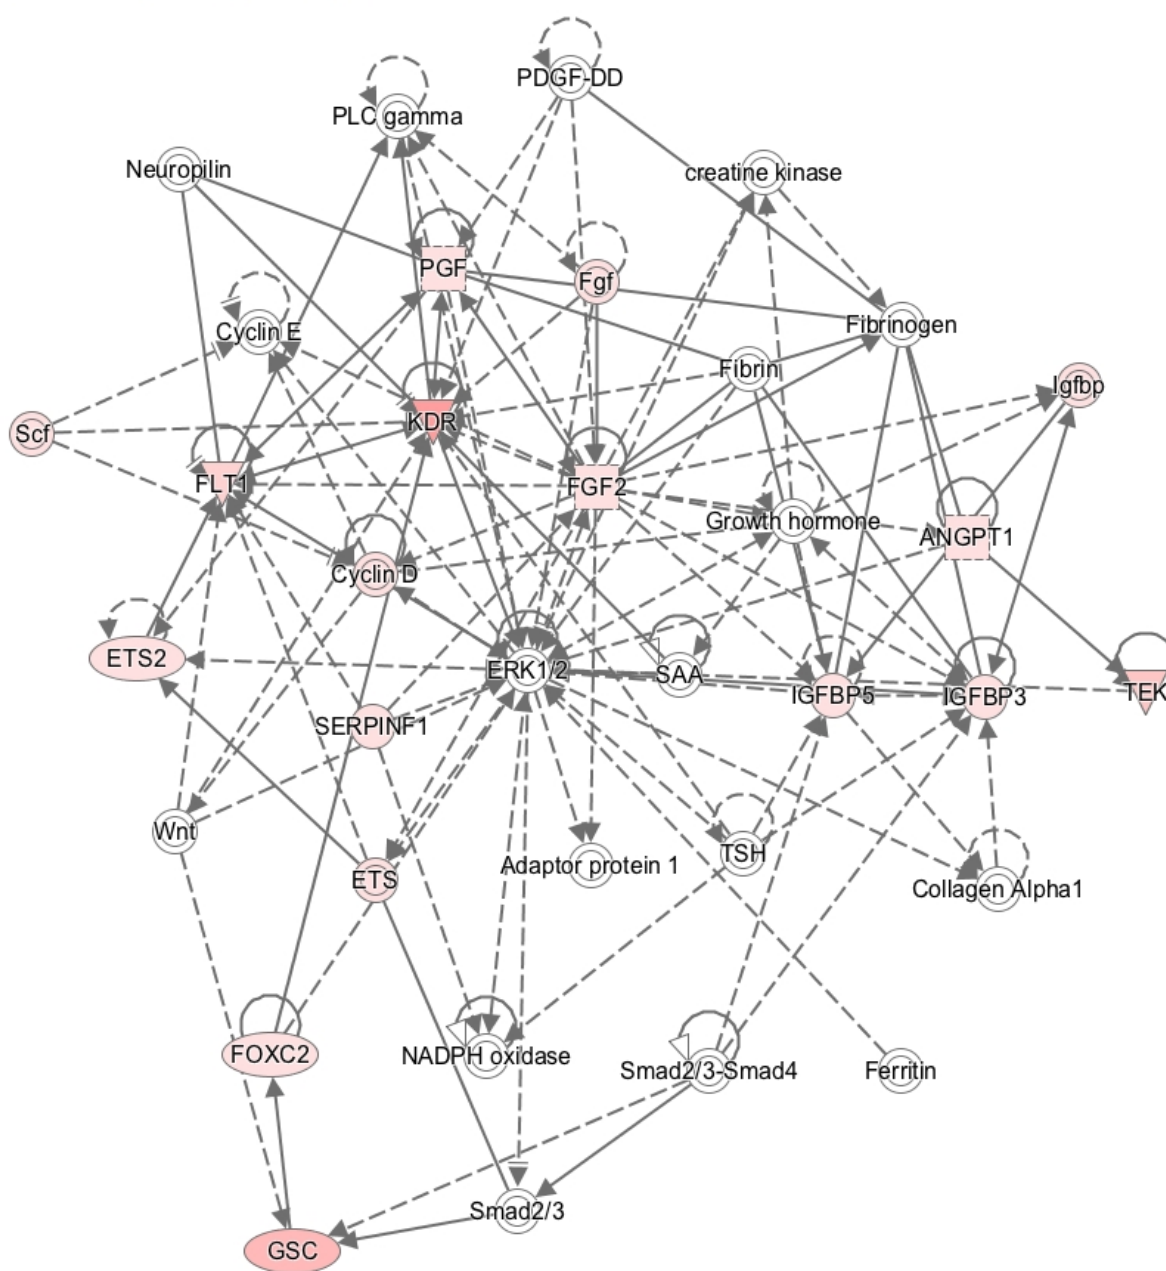 PDGF-DD
PLC gamma
Neuropilin
creatine kinase
PGF
Fgf
Cyclin E
Fibrinogen
Fibrin
Igfbp
Scf
KDR
FLT1
FGF2
Growth hormone
ANGPT1
Cyclin D
ETS2
ERK1/2
SAA
IGFBP5
IGFBP3
TEK
SERPINF1
Wnt
ETS
Adaptor protein 1
TSH
Collagen Alpha1
FOXC2
NADPH oxidase
Smad2/3-Smad4
Ferritin
Smad2/3
GSC